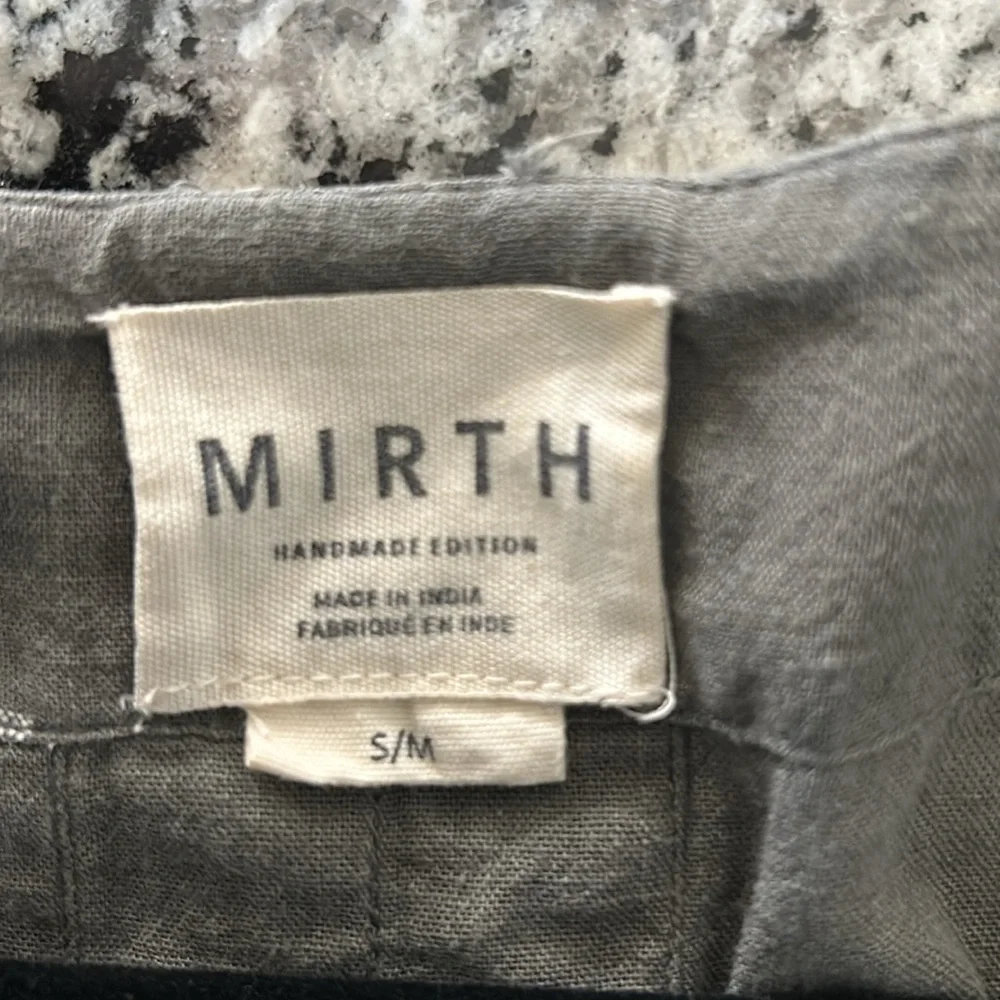 MIRTH
HANDMADE EDITION
MADE IN INDIA
FABRIQUÉ EN INDE
S/M